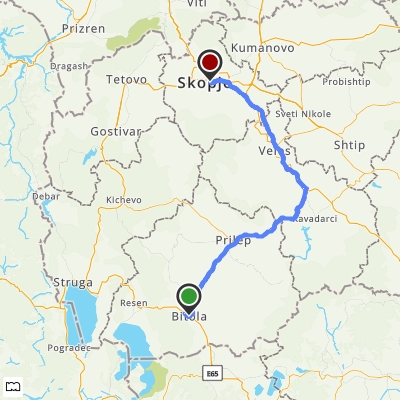 Viti
Prizren
Kumanovo
Dragash
Tetovo
Skopje
Probishtip
Sveti Nikole
Gostivar
Veles
Shtip
Debar
Kichevo
Kavadarci
Prilep
Struga
Resen
Bitola
Pogradec
E65